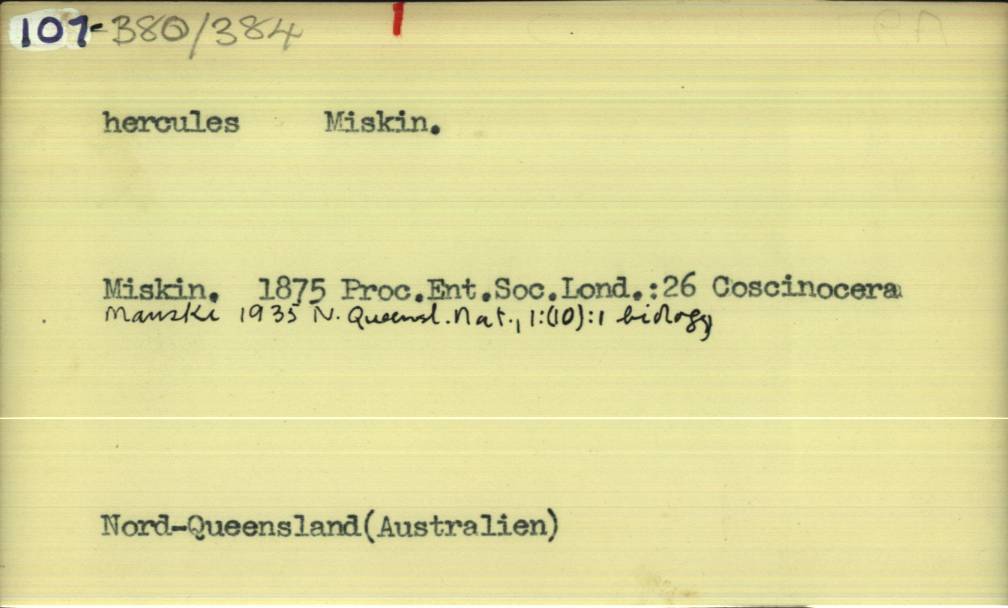 107-380/384
hercules Miskin.
Miskin. 1875 Proc.Ent.Soc.Lond.:26 Coscinocera
Manski 1935 N. Queensl. Nat., 1:(10):1 biology
Nord-Queensland(Australien)